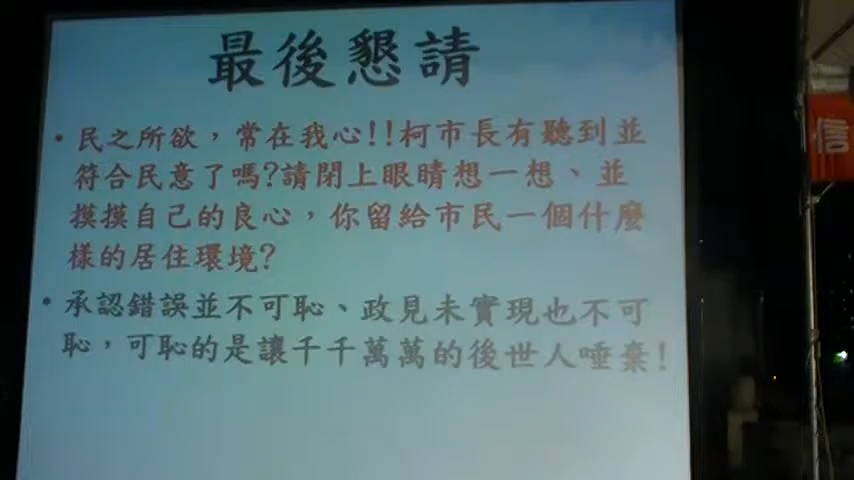 最後懇請
• 民之所欲，常在我心!!柯市長有聽到並
符合民意了嗎?請閉上眼睛想一想、並
摸摸自己的良心，你留給市民一個什麼
樣的居住環境?
• 承認錯誤並不可恥、政見未實現也不可
恥，可恥的是讓千千萬萬的後世人唾棄!
信